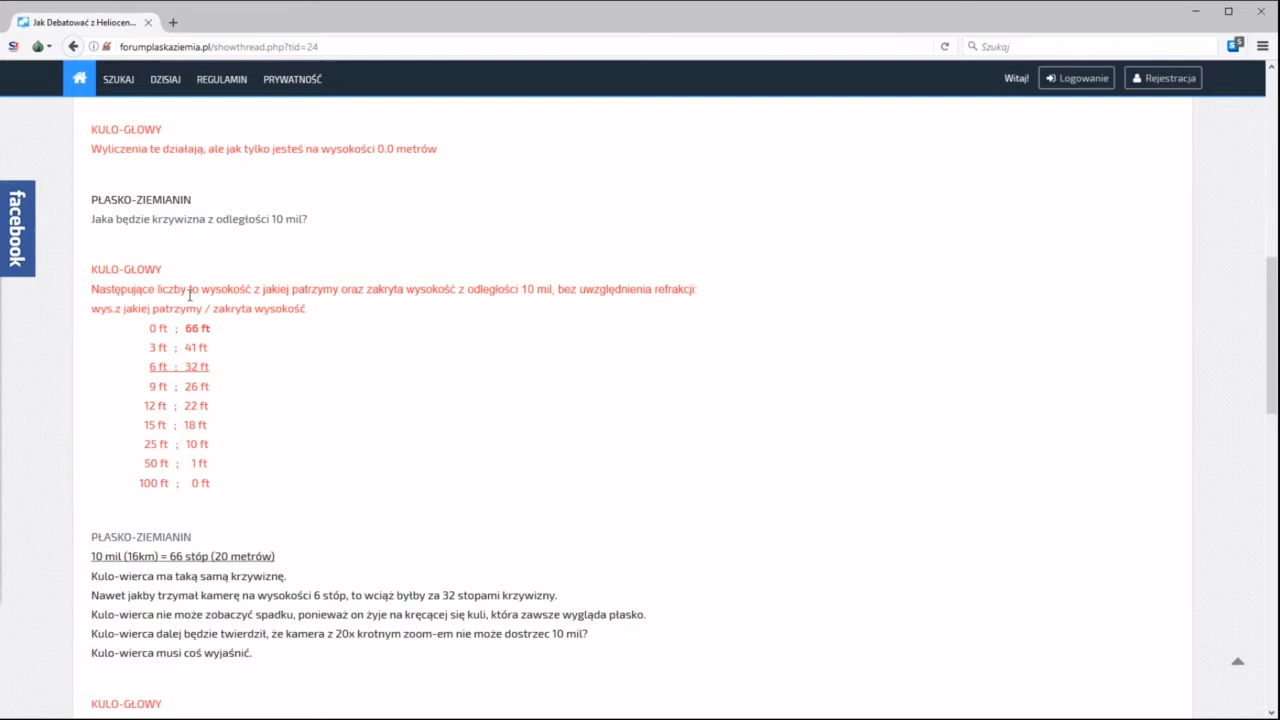 Jak Debatować z Heliocen...
forumplaskaziemia.pl/showthread.php?tid=24
Szukaj
SZUKAJ DZISIAJ REGULAMIN PRYWATNOŚĆ
Witaj! Logowanie Rejestracja
facebook
KULO-GŁOWY
Wyliczenia te działają, ale jak tylko jesteś na wysokości 0.0 metrów
PŁASKO-ZIEMIANIN
Jaka będzie krzywizna z odległości 10 mil?
KULO-GŁOWY
Następujące liczby to wysokość z jakiej patrzymy oraz zakryta wysokość z odległości 10 mil, bez uwzględnienia refrakcji:
wys.z jakiej patrzymy / zakryta wysokość
0 ft ; 66 ft
3 ft ; 41 ft
6 ft ; 32 ft
9 ft ; 26 ft
12 ft ; 22 ft
15 ft ; 18 ft
25 ft ; 10 ft
50 ft ; 1 ft
100 ft ; 0 ft
PŁASKO-ZIEMIANIN
10 mil (16km) = 66 stóp (20 metrów)
Kulo-wierca ma taką samą krzywiznę.
Nawet jakby trzymał kamerę na wysokości 6 stóp, to wciąż byłby za 32 stopami krzywizny.
Kulo-wierca nie może zobaczyć spadku, ponieważ on żyje na kręcącej się kuli, która zawsze wygląda płasko.
Kulo-wierca dalej będzie twierdził, że kamera z 20x krotnym zoom-em nie może dostrzec 10 mil?
Kulo-wierca musi coś wyjaśnić.
KULO-GŁOWY